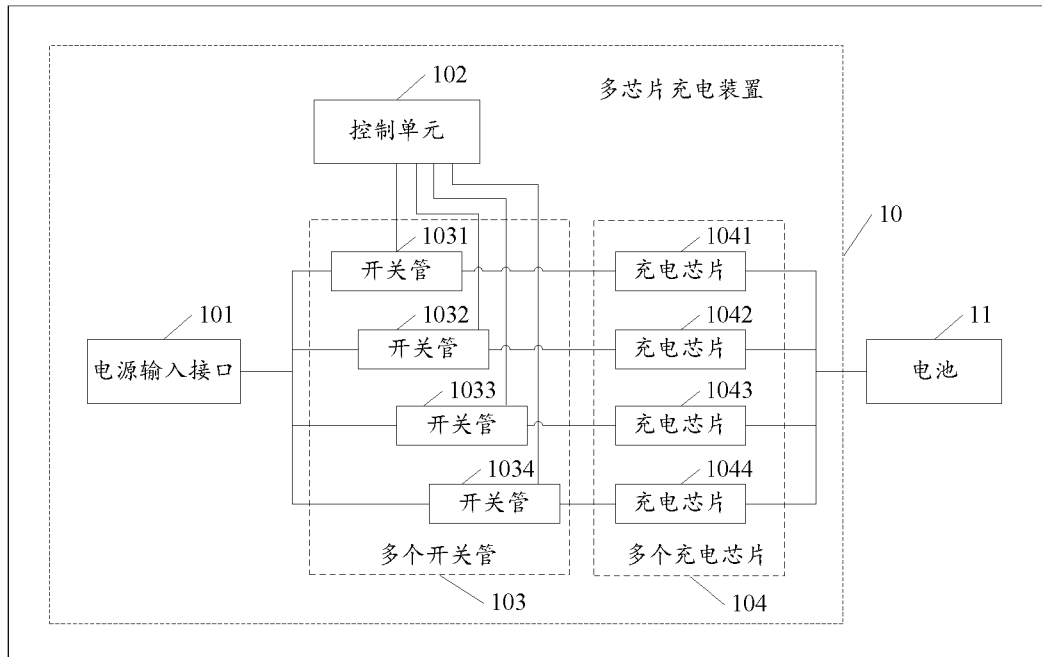 102
多芯片充电装置
控制单元
10
1031
1041
开关管
充电芯片
101
1032
1042
11
电源输入接口
开关管
充电芯片
电池
1033
1043
开关管
充电芯片
1034
1044
开关管
充电芯片
多个开关管
多个充电芯片
103
104